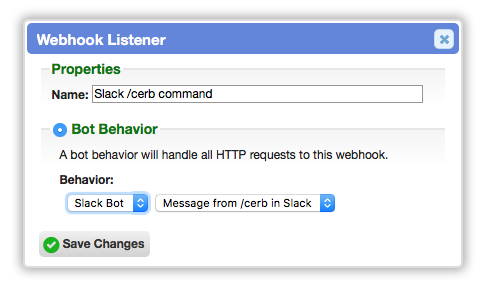 Webhook Listener
Properties
Name: Slack /cerb command
Bot Behavior
A bot behavior will handle all HTTP requests to this webhook.
Behavior:
Slack Bot Message from /cerb in Slack
Save Changes